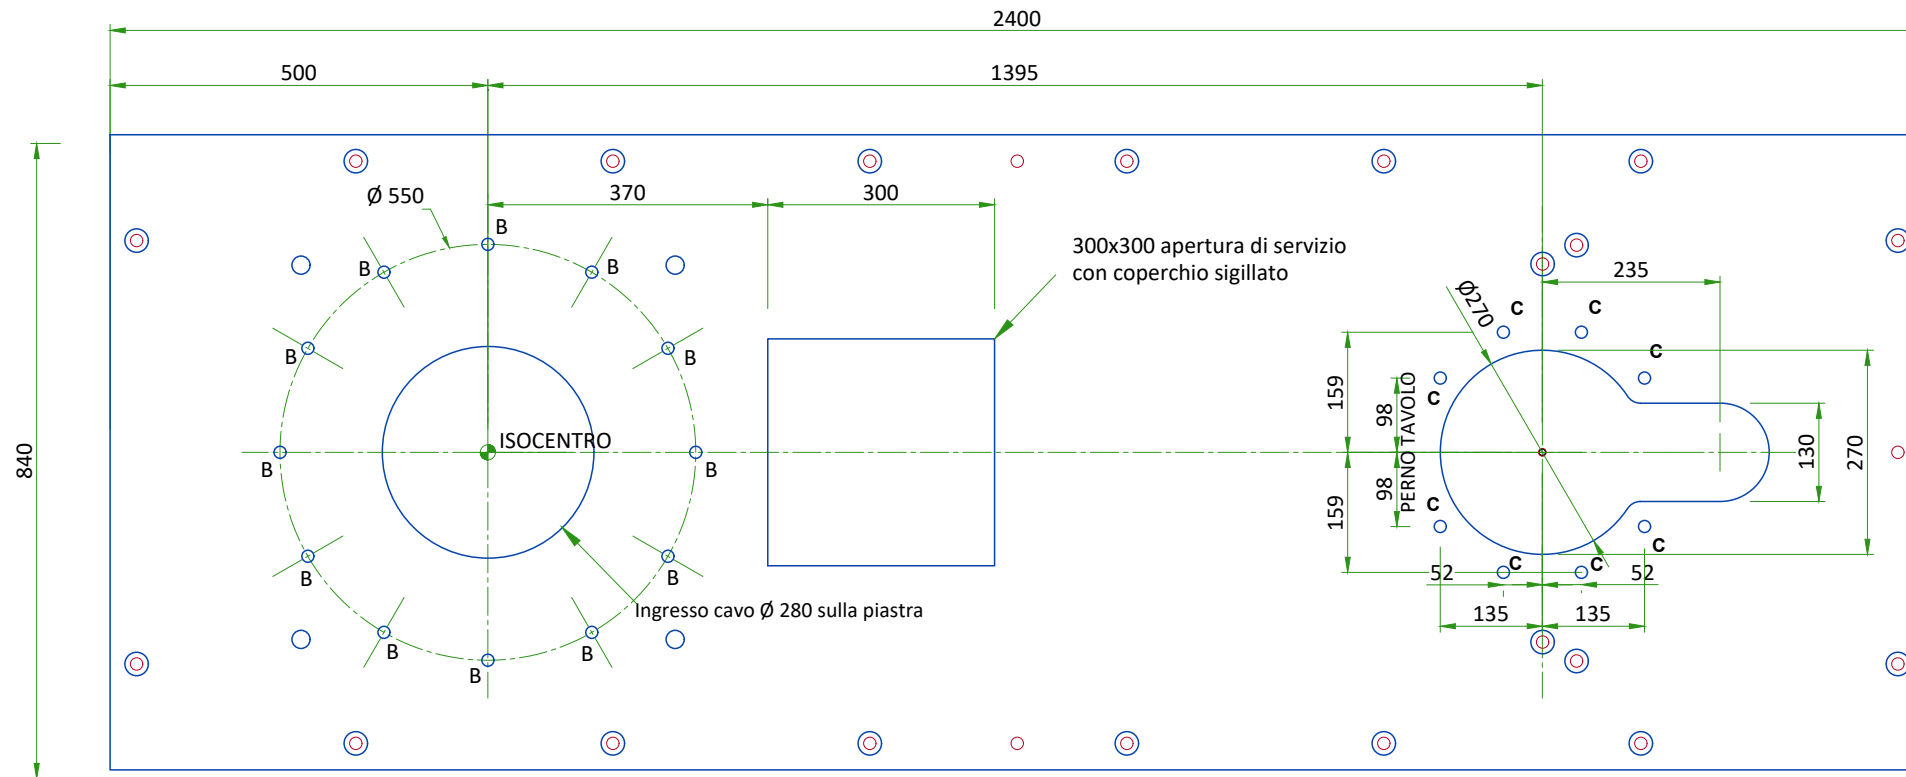 2400
500
1395
370
300
Ø 550
B
B
B
300x300 apertura di servizio
con coperchio sigillato
235
Ø270
C
C
C
B
B
159
98
PERNO TAVOLO
C
ISOCENTRO
840
B
B
130
270
98
159
C
C
B
B
C
C
52
52
Ingresso cavo Ø 280 sulla piastra
135
135
B
B
B